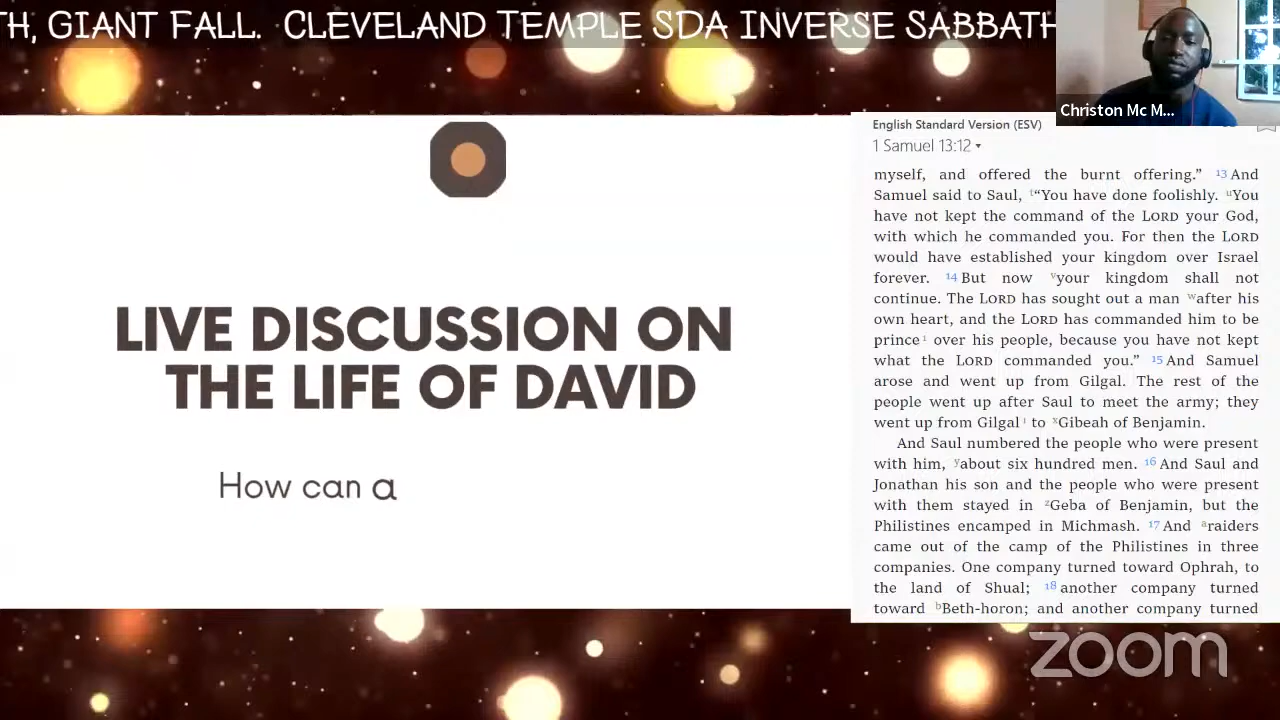 TH, GIANT FALL. CLEVELAND TEMPLE SDA INVERSE SABBATH
Christon Mc M...
LIVE DISCUSSION ON
THE LIFE OF DAVID
How can a
English Standard Version (ESV)
1 Samuel 13:12
myself, and offered the burnt offering.” 13 And
Samuel said to Saul, t“You have done foolishly. uYou
have not kept the command of the LORD your God,
with which he commanded you. For then the LORD
would have established your kingdom over Israel
forever. 14 But now vyour kingdom shall not
continue. The LORD has sought out a man wafter his
own heart, and the LORD has commanded him to be
prince1 over his people, because you have not kept
what the LORD commanded you.” 15 And Samuel
arose and went up from Gilgal. The rest of the
people went up after Saul to meet the army; they
went up from Gilgal j to xGibeah of Benjamin.
And Saul numbered the people who were present
with him, yabout six hundred men. 16 And Saul and
Jonathan his son and the people who were present
with them stayed in zGeba of Benjamin, but the
Philistines encamped in Michmash. 17 And araiders
came out of the camp of the Philistines in three
companies. One company turned toward Ophrah, to
the land of Shual; 18 another company turned
toward bBeth-horon; and another company turned
zoom